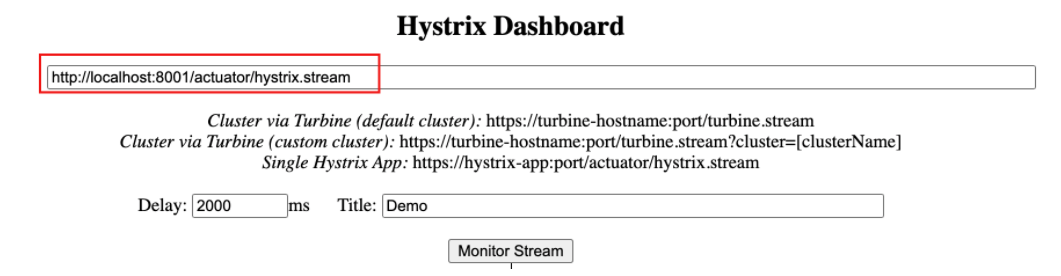 Hystrix Dashboard
http://localhost:8001/actuator/hystrix.stream
Cluster via Turbine (default cluster): https://turbine-hostname:port/turbine.stream
Cluster via Turbine (custom cluster): https://turbine-hostname:port/turbine.stream?cluster=[clusterName]
Single Hystrix App: https://hystrix-app:port/actuator/hystrix.stream
Delay: 2000 ms Title: Demo
Monitor Stream